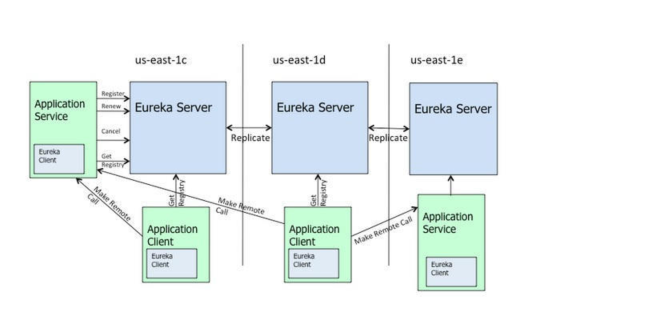 us-east-1c
us-east-1d
us-east-1e
Application
Service
Eureka
Client
Register
Renew
Cancel
Get
Registry
Eureka Server
Replicate
Eureka Server
Replicate
Eureka Server
Make Remote
Call
Get
Registry
Make Remote
Call
Get
Registry
Make Remote Call
Application
Client
Eureka
Client
Application
Client
Eureka
Client
Application
Service
Eureka
Client